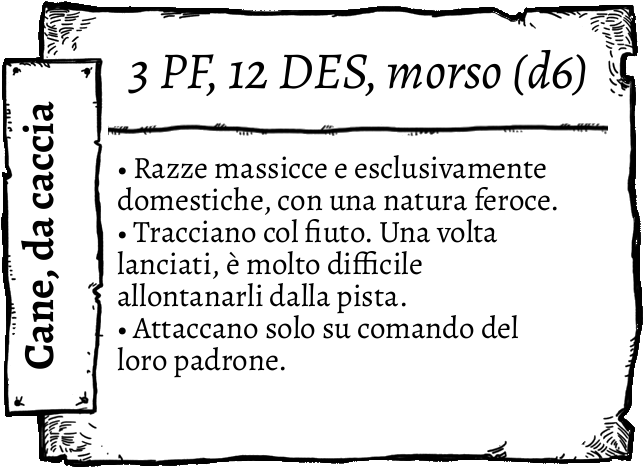 Cane, da caccia
3 PF, 12 DES, morso (d6)
• Razze massicce e esclusivamente
domestiche, con una natura feroce.
• Tracciano col fiuto. Una volta
lanciati, è molto difficile
allontanarli dalla pista.
• Attaccano solo su comando del
loro padrone.